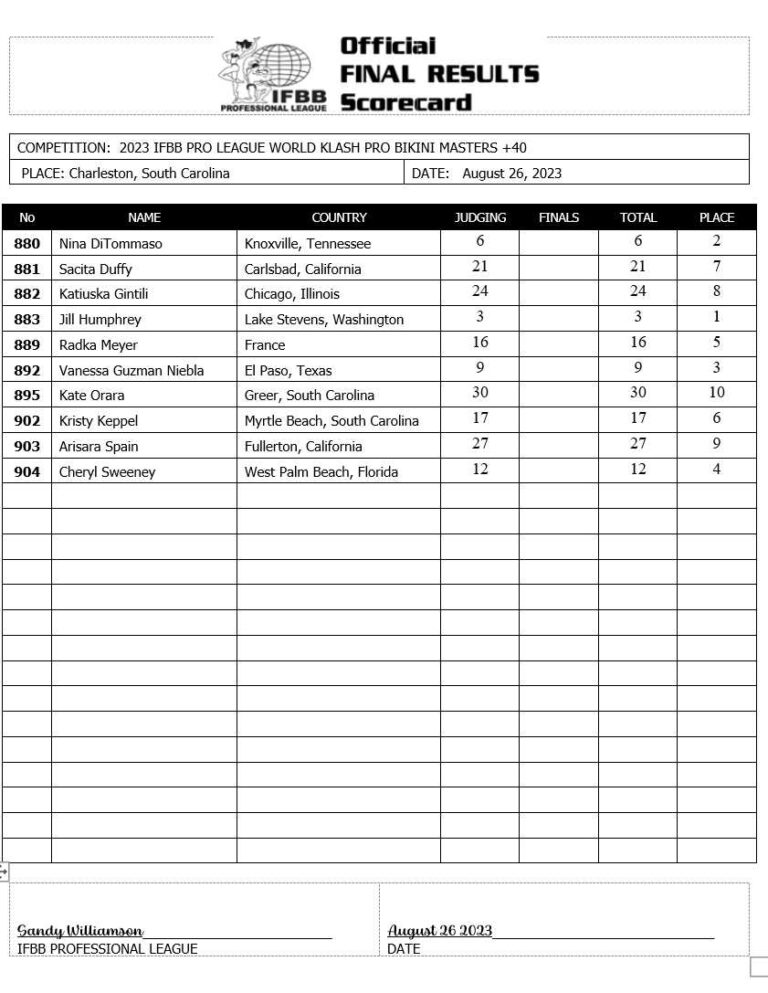 Official
FINAL RESULTS
Scorecard
IFBB
PROFESSIONAL LEAGUE
COMPETITION: 2023 IFBB PRO LEAGUE WORLD KLASH PRO BIKINI MASTERS +40
PLACE: Charleston, South Carolina DATE: August 26, 2023
No NAME COUNTRY JUDGING FINALS TOTAL PLACE
880 Nina DiTommaso Knoxville, Tennessee 6 6 2
881 Sacita Duffy Carlsbad, California 21 21 7
882 Katiuska Gintili Chicago, Illinois 24 24 8
883 Jill Humphrey Lake Stevens, Washington 3 3 1
889 Radka Meyer France 16 16 5
892 Vanessa Guzman Niebla El Paso, Texas 9 9 3
895 Kate Orara Greer, South Carolina 30 30 10
902 Kristy Keppel Myrtle Beach, South Carolina 17 17 6
903 Arisara Spain Fullerton, California 27 27 9
904 Cheryl Sweeney West Palm Beach, Florida 12 12 4
Sandy Williamson August 26 2023
IFBB PROFESSIONAL LEAGUE DATE